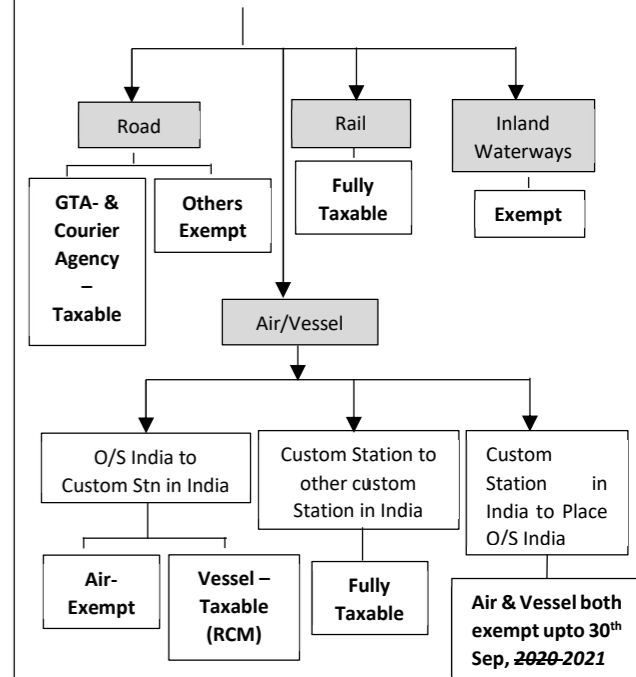 Road
Rail
Inland
Waterways
GTA- &
Courier
Agency
–
Taxable
Others
Exempt
Fully
Taxable
Exempt
Air/Vessel
O/S India to
Custom Stn in India
Custom Station to
other custom
Station in India
Custom
Station in
India to Place
O/S India
Air-
Exempt
Vessel –
Taxable
(RCM)
Fully
Taxable
Air & Vessel both
exempt upto 30th
Sep, 2020 2021